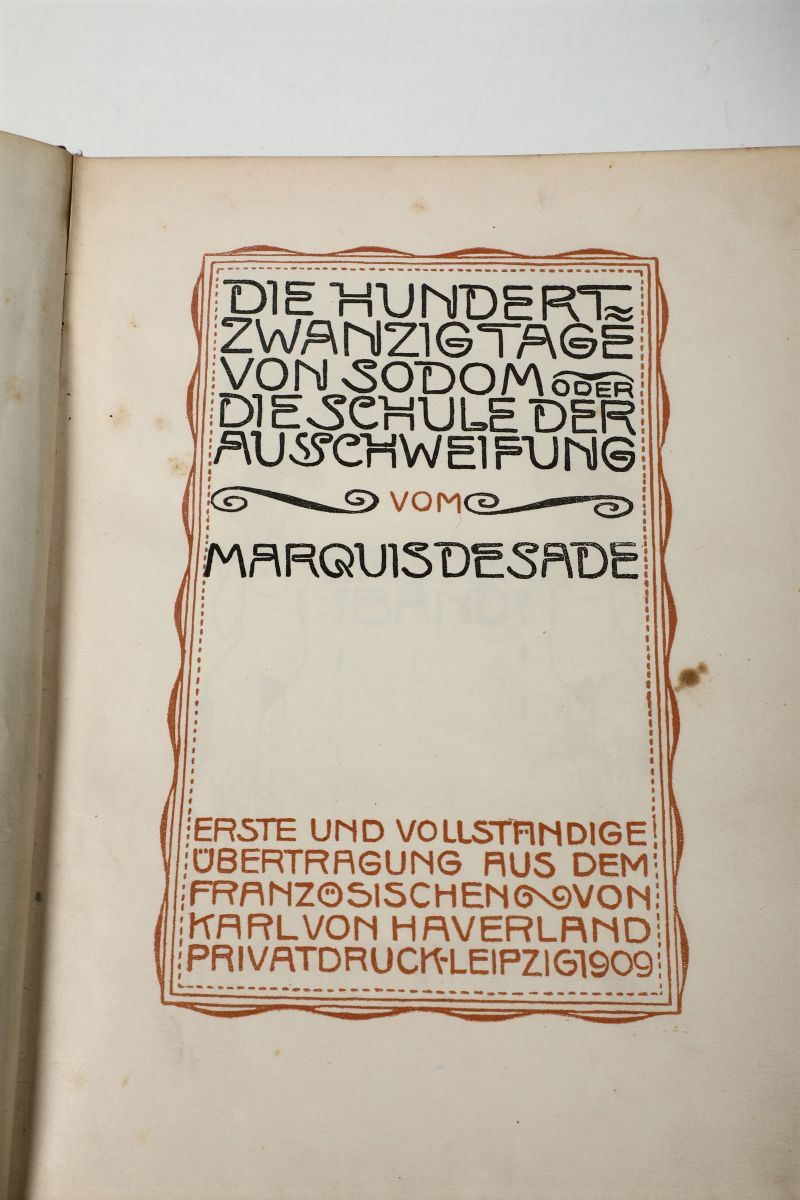 DIE HUNDERT=
ZWANZIG TAGE
VON SODOM ODER
DIE SCHULE DER
AUSSCHWEIFUNG
VOM
MARQUIS DE SADE
ERSTE UND VOLLSTÄNDIGE
ÜBERTRAGUNG AUS DEM
FRANZÖSISCHEN VON
KARL VON HAVERLAND
PRIVATDRUCK-LEIPZIG 1909